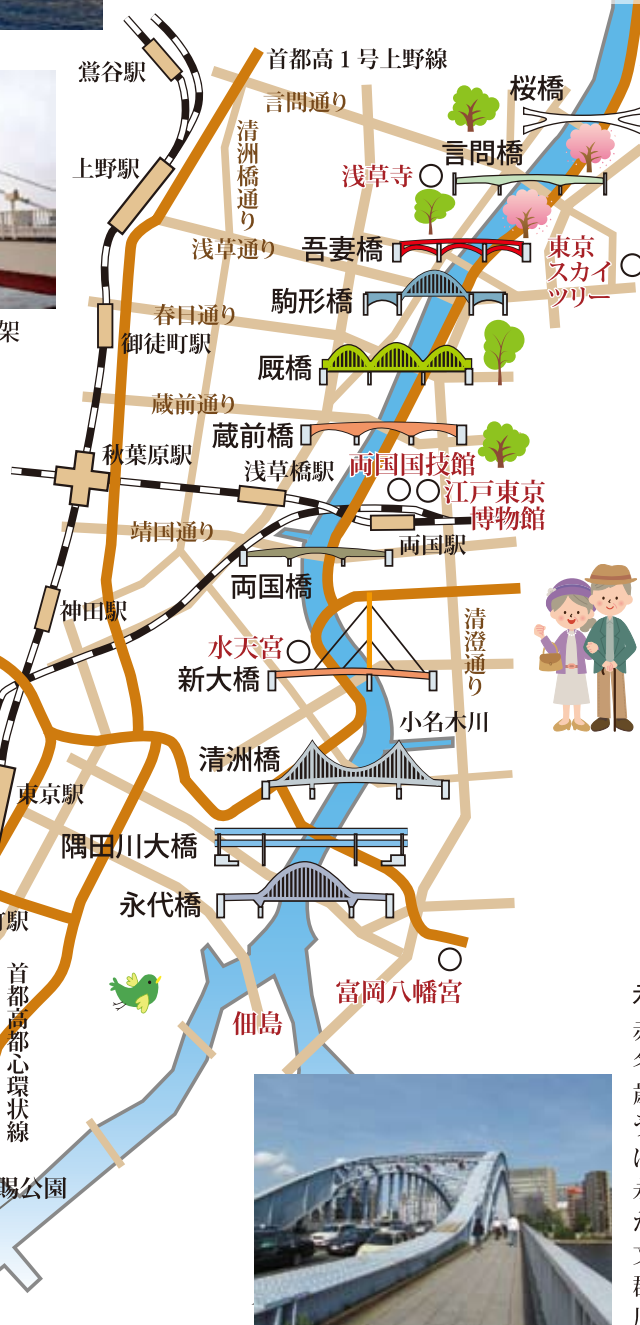 鶯谷駅
首都高1号上野線
桜橋
言問通り
清洲橋通り
言問橋
上野駅
浅草寺
浅草通り
吾妻橋
東京
スカイ
ツリー
駒形橋
春日通り
架
御徒町駅
厩橋
蔵前通り
蔵前橋
秋葉原駅
浅草橋駅
両国国技館
江戸東京
博物館
靖国通り
両国駅
両国橋
神田駅
清澄通り
水天宮
新大橋
小名木川
清洲橋
東京駅
隅田川大橋
永代橋
町駅
首都高都心環状線
富岡八幡宮
佃島
賜公園